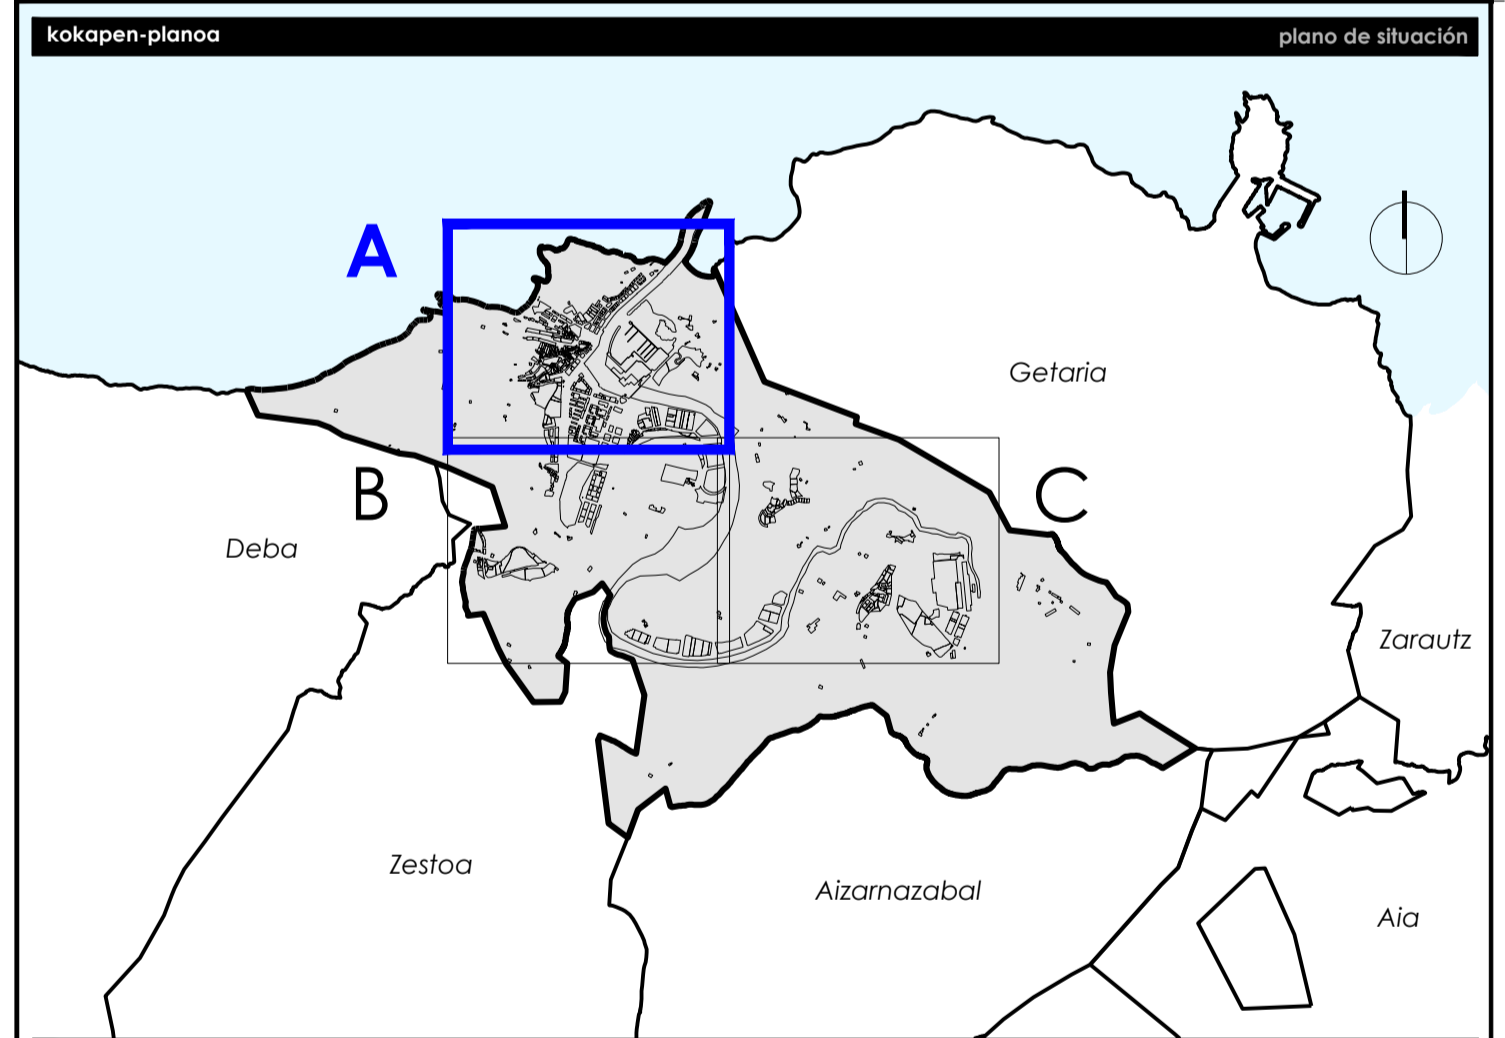 kokapen-planoa
plano de situación
A
Getaria
B
C
Deba
Zarautz
Zestoa
Aizarnazabal
Aia